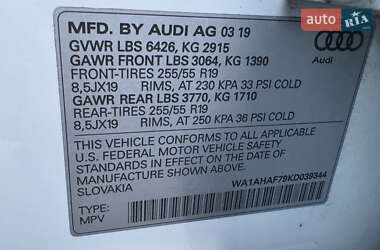 AUTO.RIA
MFD. BY AUDI AG 03 19
GVWR LBS 6426, KG 2915
GAWR FRONT LBS 3064, KG 1390
FRONT-TIRES 255/55 R19
8,5JX19 RIMS, AT 230 KPA 33 PSI COLD
GAWR REAR LBS 3770, KG 1710
REAR-TIRES 255/55 R19
8,5JX19 RIMS, AT 250 KPA 36 PSI COLD
Audi
THIS VEHICLE CONFORMS TO ALL APPLICABLE
U.S. FEDERAL MOTOR VEHICLE SAFETY
STANDARDS IN EFFECT ON THE DATE OF
MANUFACTURE SHOWN ABOVE.
SLOVAKIA WA1AHAF79KD039344
TYPE:
MPV